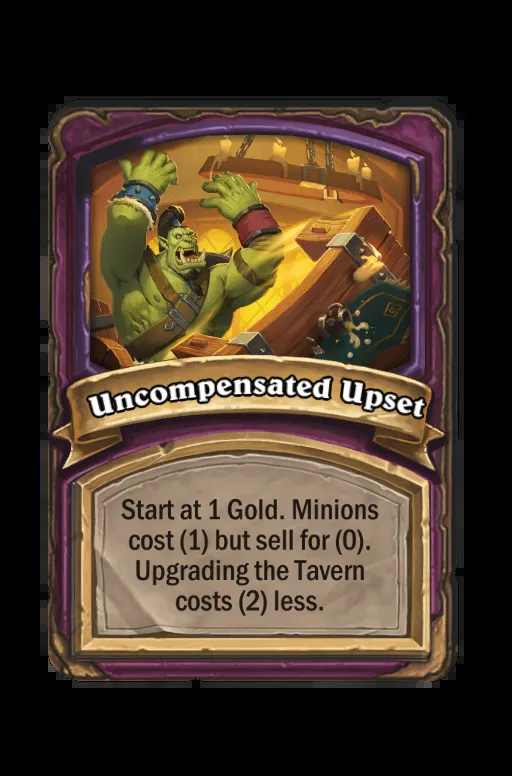 Uncompensated Upset
Start at 1 Gold. Minions
cost (1) but sell for (0).
Upgrading the Tavern
costs (2) less.